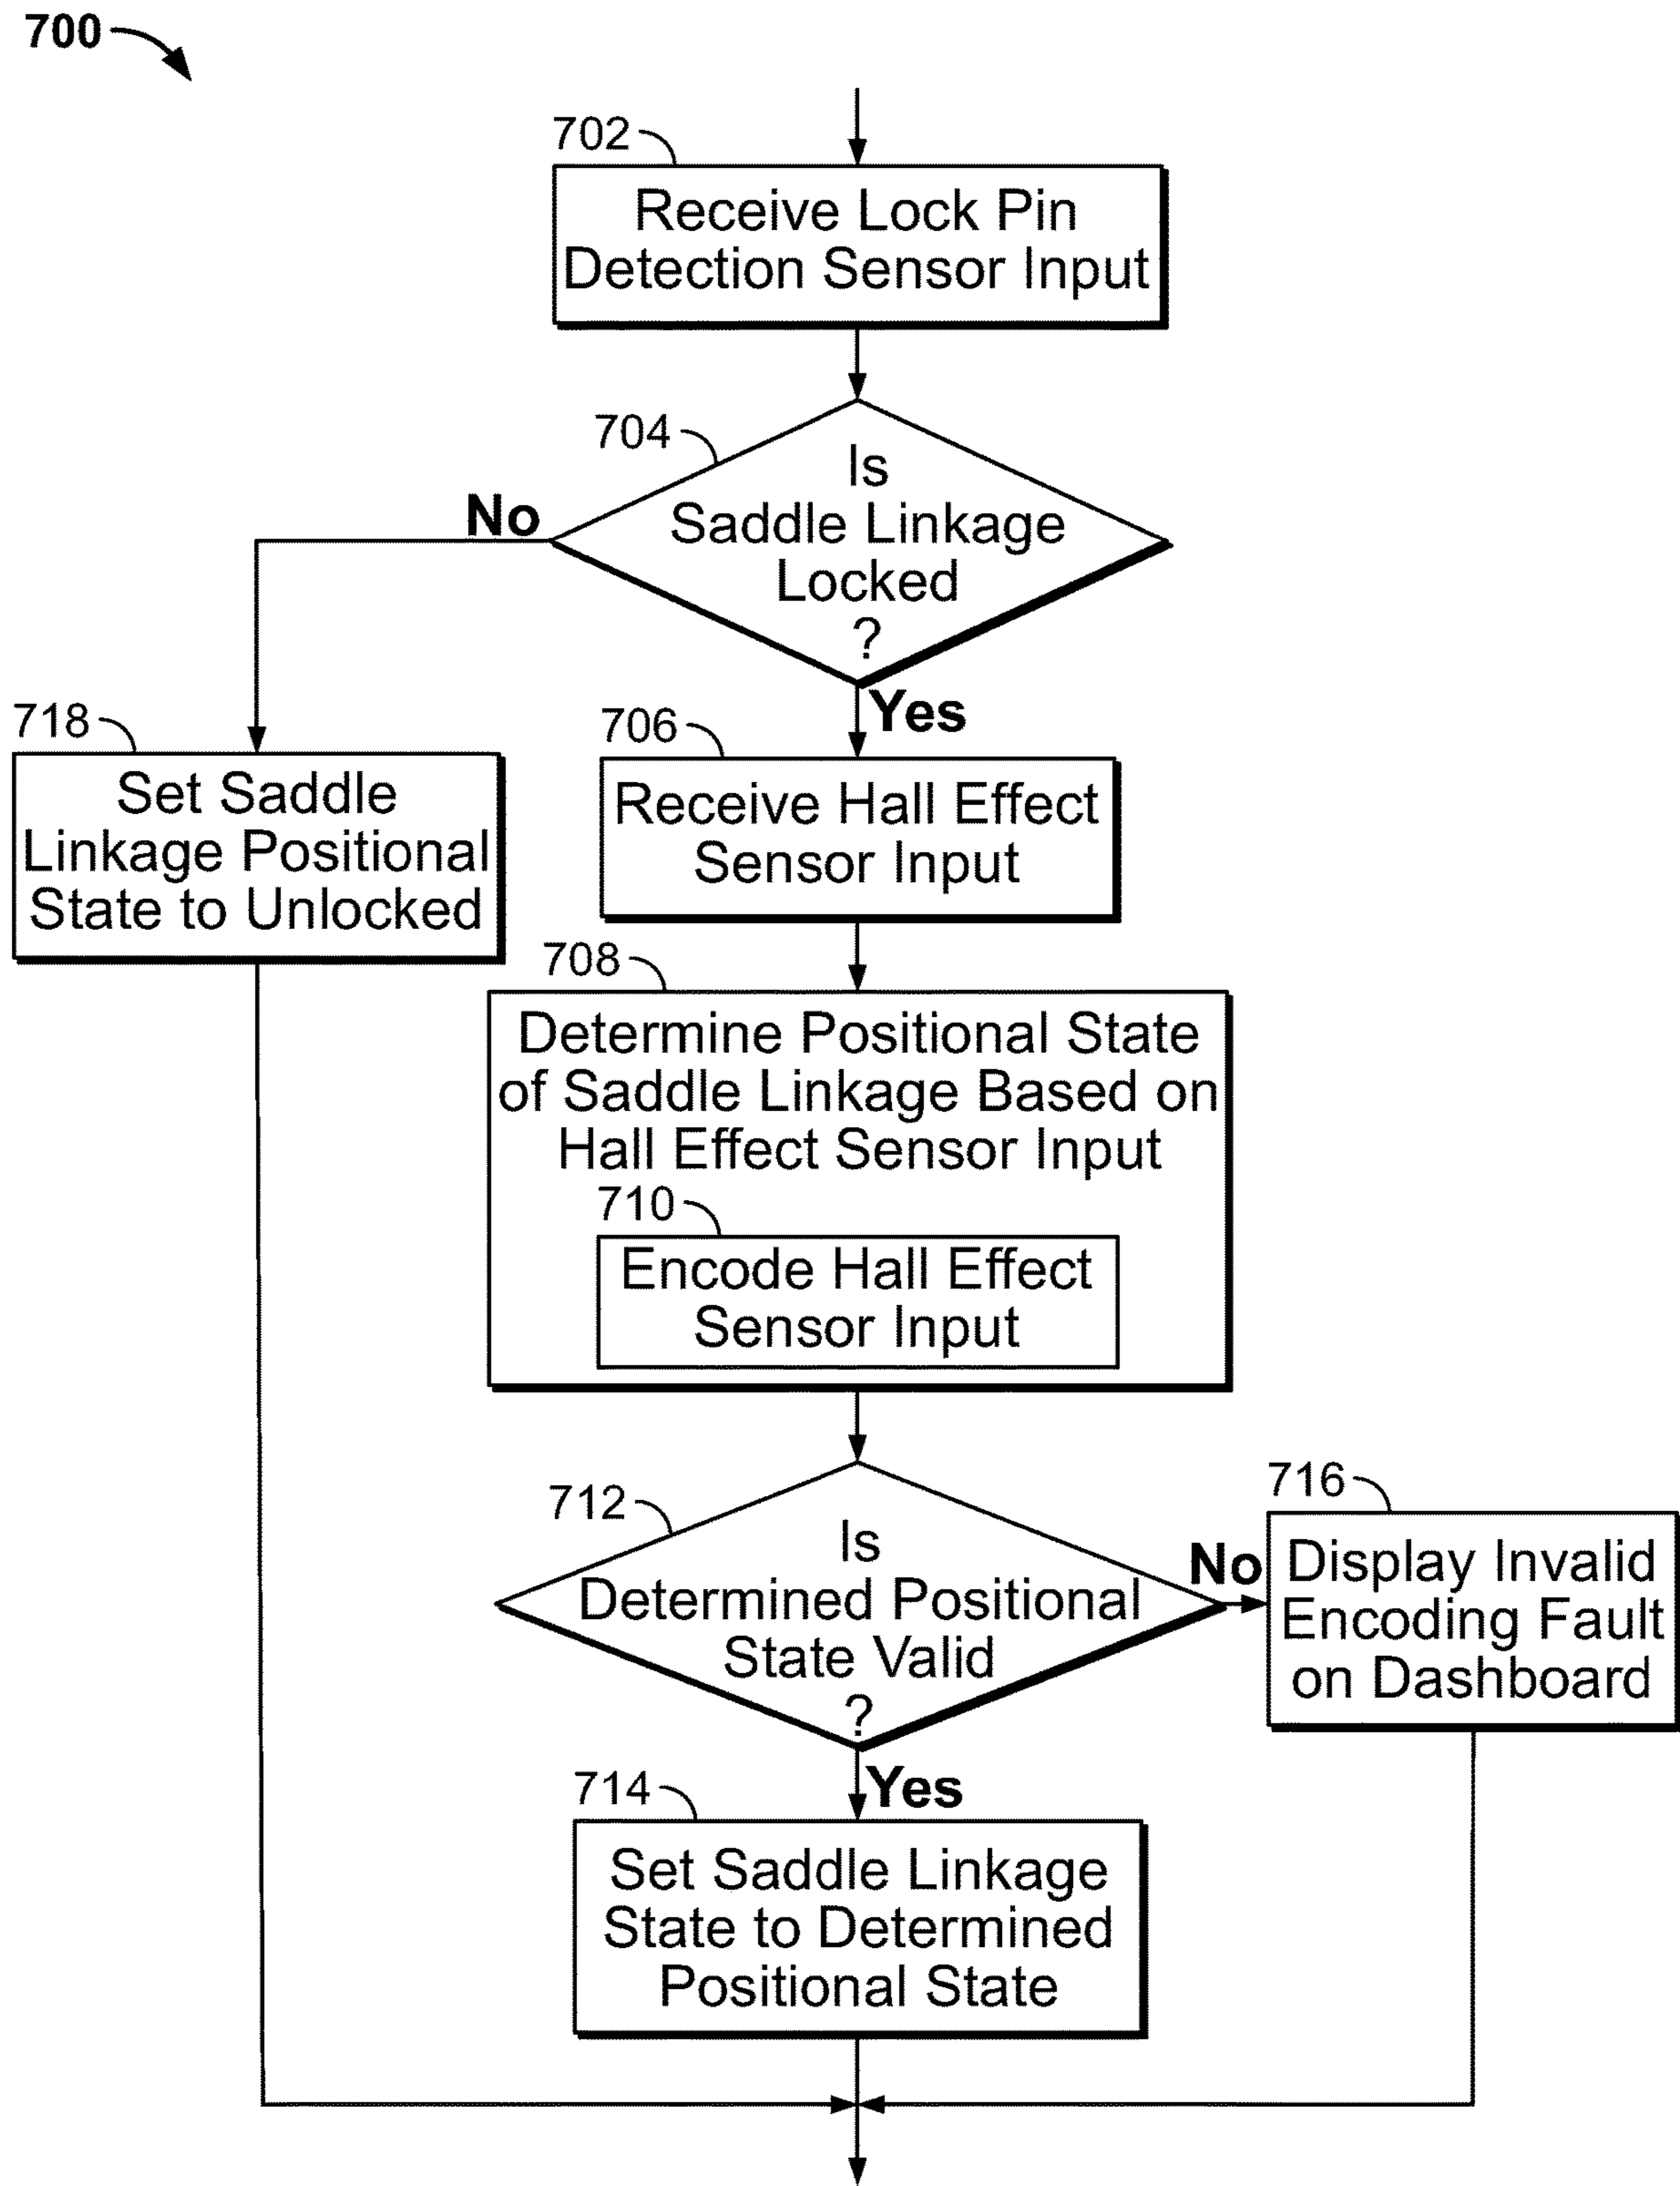 700
702
Receive Lock Pin
Detection Sensor Input
704
Is
Saddle Linkage
Locked
?
No
Yes
718
Set Saddle
Linkage Positional
State to Unlocked
706
Receive Hall Effect
Sensor Input
708
Determine Positional State
of Saddle Linkage Based on
Hall Effect Sensor Input
710
Encode Hall Effect
Sensor Input
712
Is
Determined Positional
State Valid
?
No
Yes
716
Display Invalid
Encoding Fault
on Dashboard
714
Set Saddle Linkage
State to Determined
Positional State